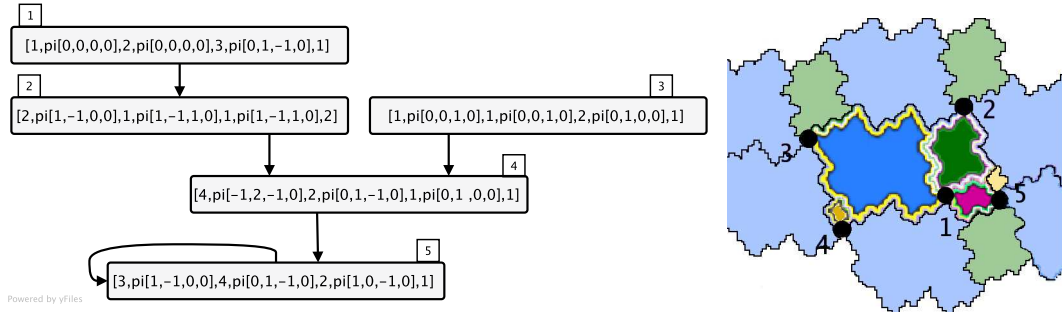 1
[1,pi[0,0,0,0],2,pi[0,0,0,0],3,pi[0,1,-1,0],1]
2
[2,pi[1,-1,0,0],1,pi[1,-1,1,0],1,pi[1,-1,1,0],2]
3
[1,pi[0,0,1,0],1,pi[0,0,1,0],2,pi[0,1,0,0],1]
4
[4,pi[-1,2,-1,0],2,pi[0,1,-1,0],1,pi[0,1 ,0,0],1]
5
[3,pi[1,-1,0,0],4,pi[0,1,-1,0],2,pi[1,0,-1,0],1]
Powered by yFiles
2
3
5
1
4